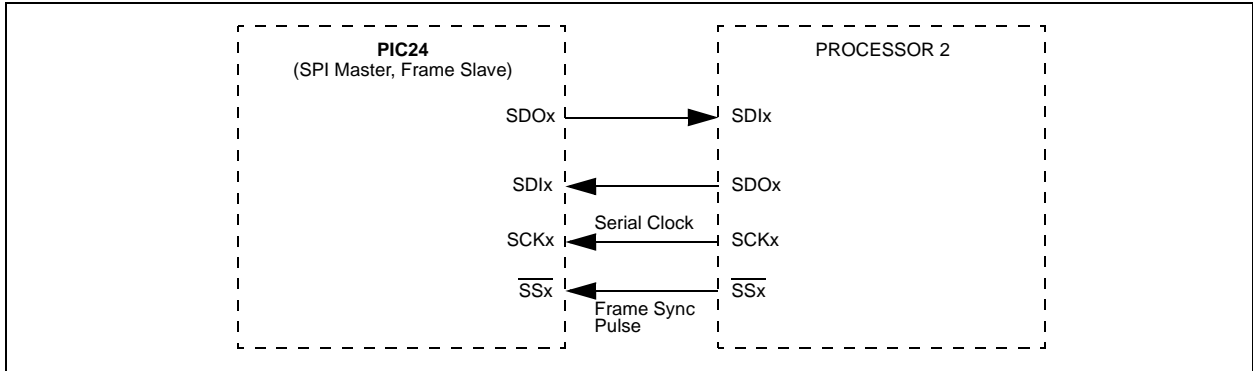 PIC24
(SPI Master, Frame Slave)
PROCESSOR 2
SDOx
SDIx
SDIx
SDOx
Serial Clock
SCKx
SCKx
SSx
SSx
Frame Sync
Pulse